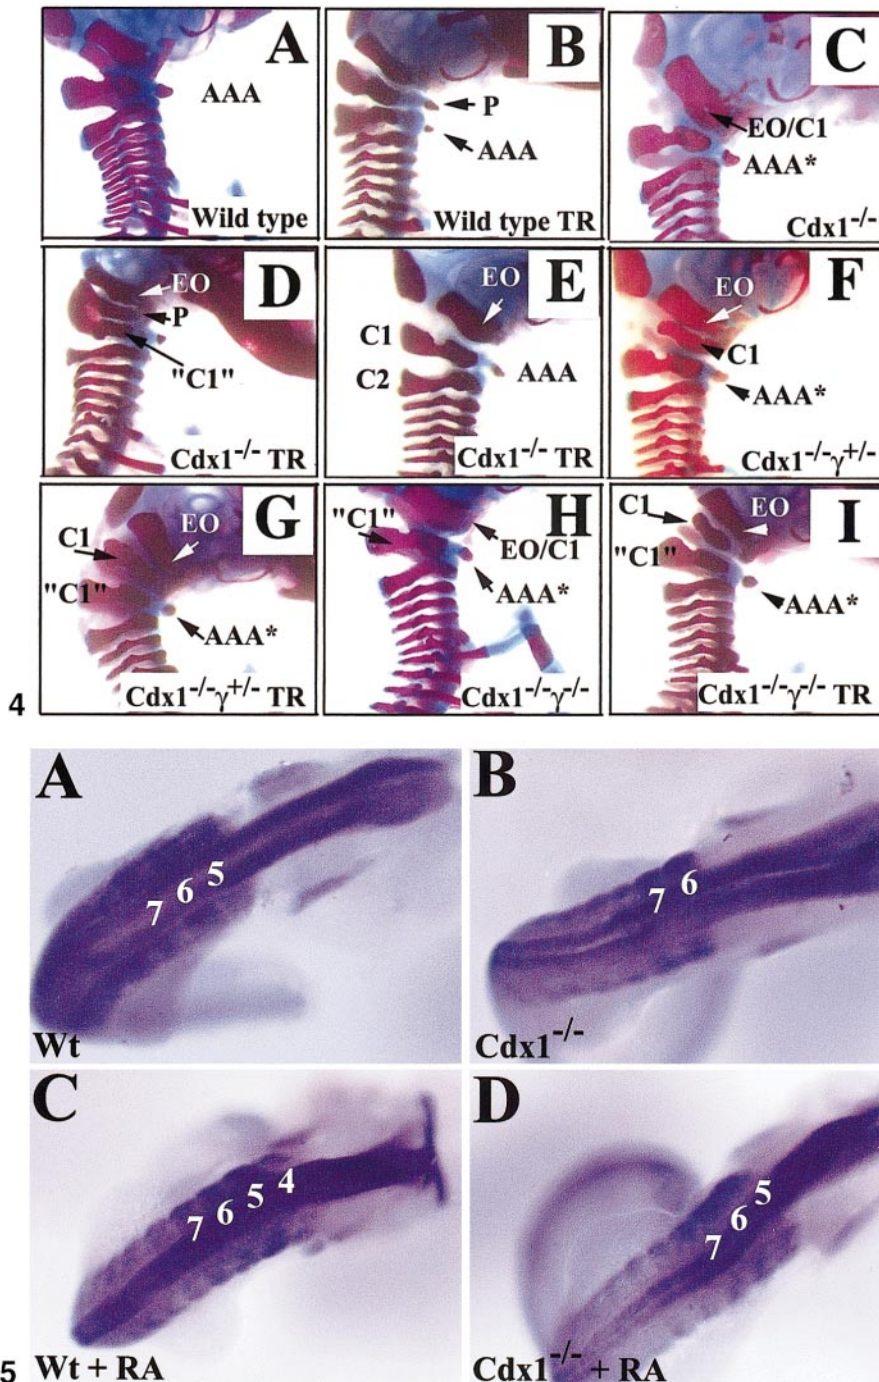 A
AAA
Wild type
B
P
AAA
Wild type TR
C
EO/C1
AAA*
Cdx1-/-
D
EO
P
"C1"
Cdx1-/- TR
E
EO
C1
C2
AAA
Cdx1-/- TR
F
EO
C1
AAA*
Cdx1-/-γ+/-
G
EO
C1
"C1"
AAA*
Cdx1-/-γ+/- TR
H
"C1"
EO/C1
AAA*
Cdx1-/-γ-/-
I
C1
EO
"C1"
AAA*
Cdx1-/-γ-/- TR
4
A
7 6 5
Wt
B
7 6
Cdx1-/-
C
7 6 5 4
Wt + RA
D
7 6 5
Cdx1-/- + RA
5